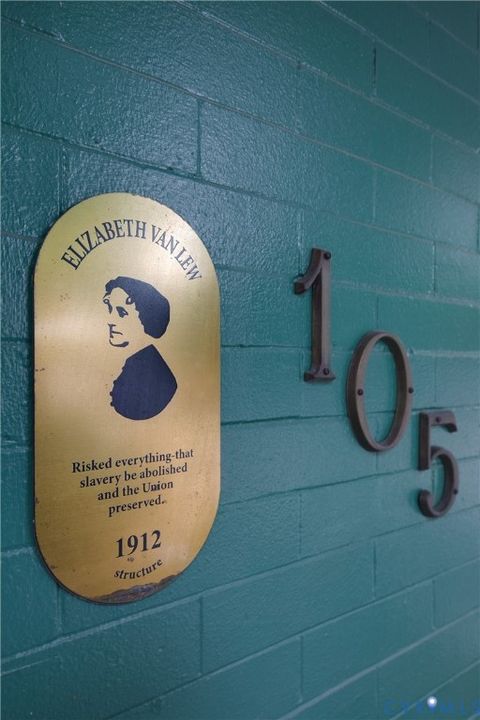 ELIZABETH VAN LEW
Risked everything-that
slavery be abolished
and the Union
preserved.
1912
structure
105